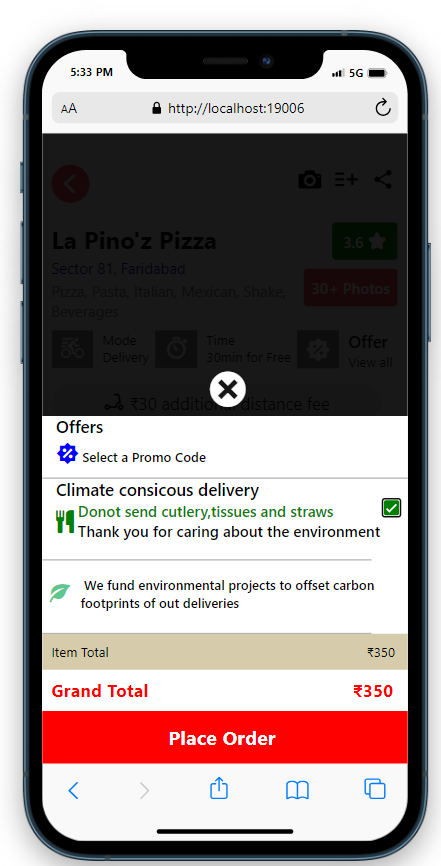 5:33 PM
5G
AA
http://localhost:19006
La Pino'z Pizza
3.6
Sector 81, Faridabad
Pizza, Pasta, Italian, Mexican, Shake,
Beverages
30+ Photos
Mode
Delivery
Time
30min for Free
Offer
View all
₹30 additional distance fee
Offers
Select a Promo Code
Climate consicous delivery
Donot send cutlery,tissues and straws
Thank you for caring about the environment
We fund environmental projects to offset carbon
footprints of out deliveries
Item Total ₹350
Grand Total ₹350
Place Order